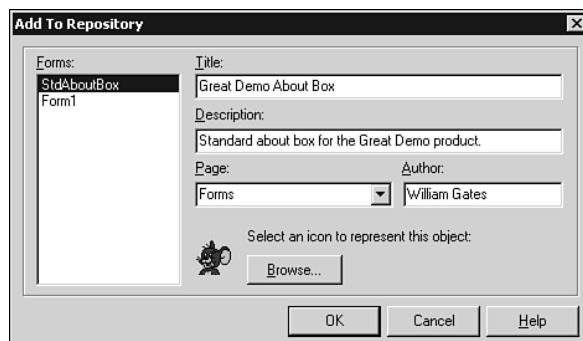 Add To Repository
Forms:
StdAboutBox
Form1
Title:
Great Demo About Box
Description:
Standard about box for the Great Demo product.
Page:
Author:
Forms
William Gates
Select an icon to represent this object:
Browse...
OK
Cancel
Help